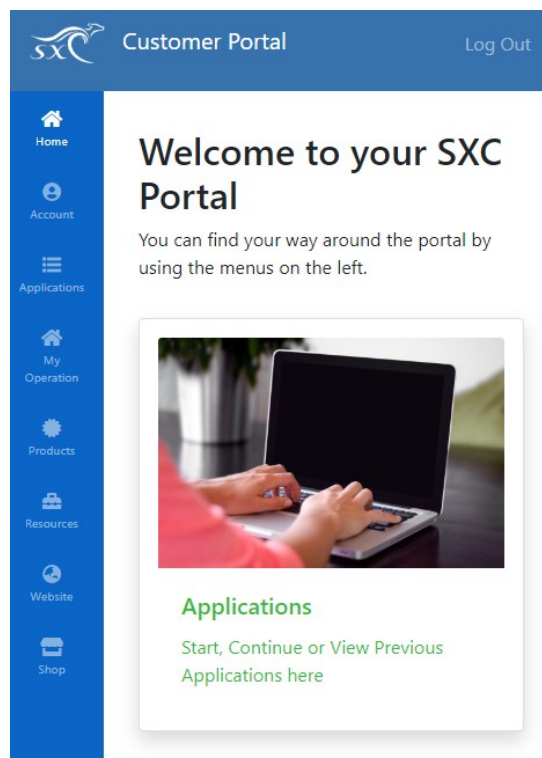 SXC
Customer Portal
Log Out
Home
Account
Applications
My
Operation
Products
Resources
Website
Shop
Welcome to your SXC
Portal
You can find your way around the portal by
using the menus on the left.
Applications
Start, Continue or View Previous
Applications here